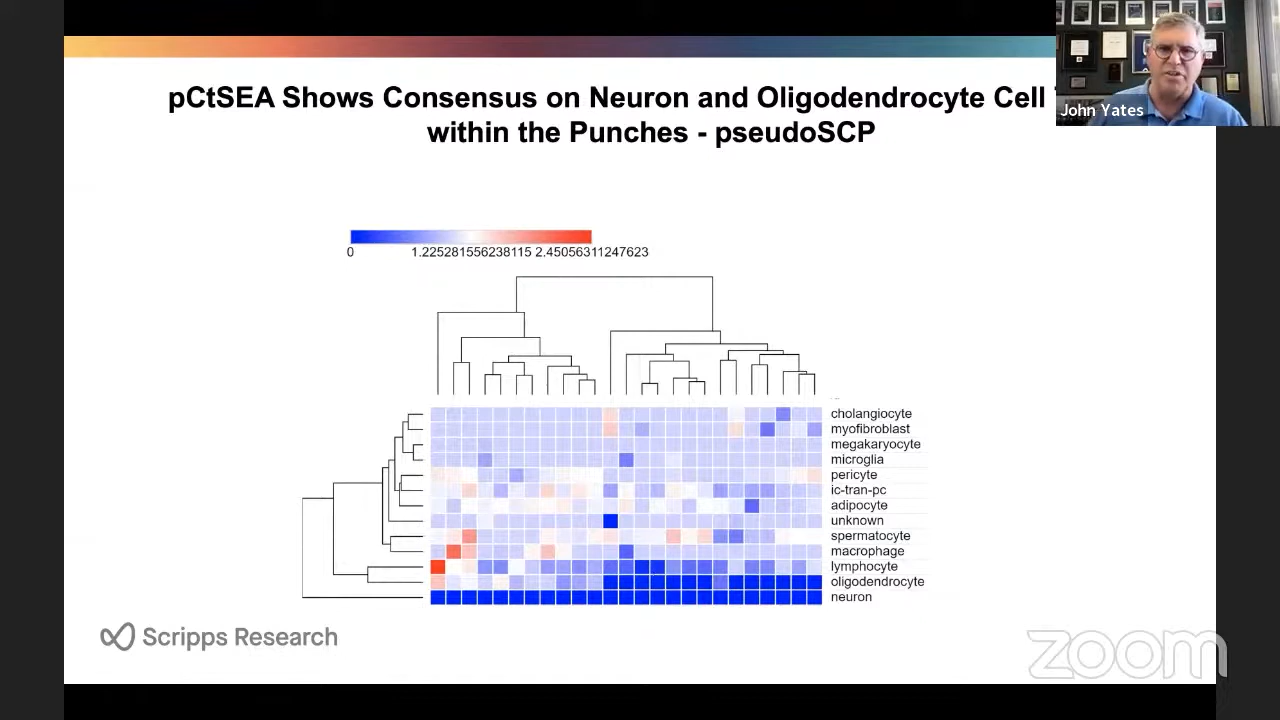 pCtSEA Shows Consensus on Neuron and Oligodendrocyte Cell
within the Punches - pseudoSCP
John Yates
0 1.225281556238115 2.45056311247623
cholangiocyte
myofibroblast
megakaryocyte
microglia
pericyte
ic-tran-pc
adipocyte
unknown
spermatocyte
macrophage
lymphocyte
oligodendrocyte
neuron
Scripps Research
zoom